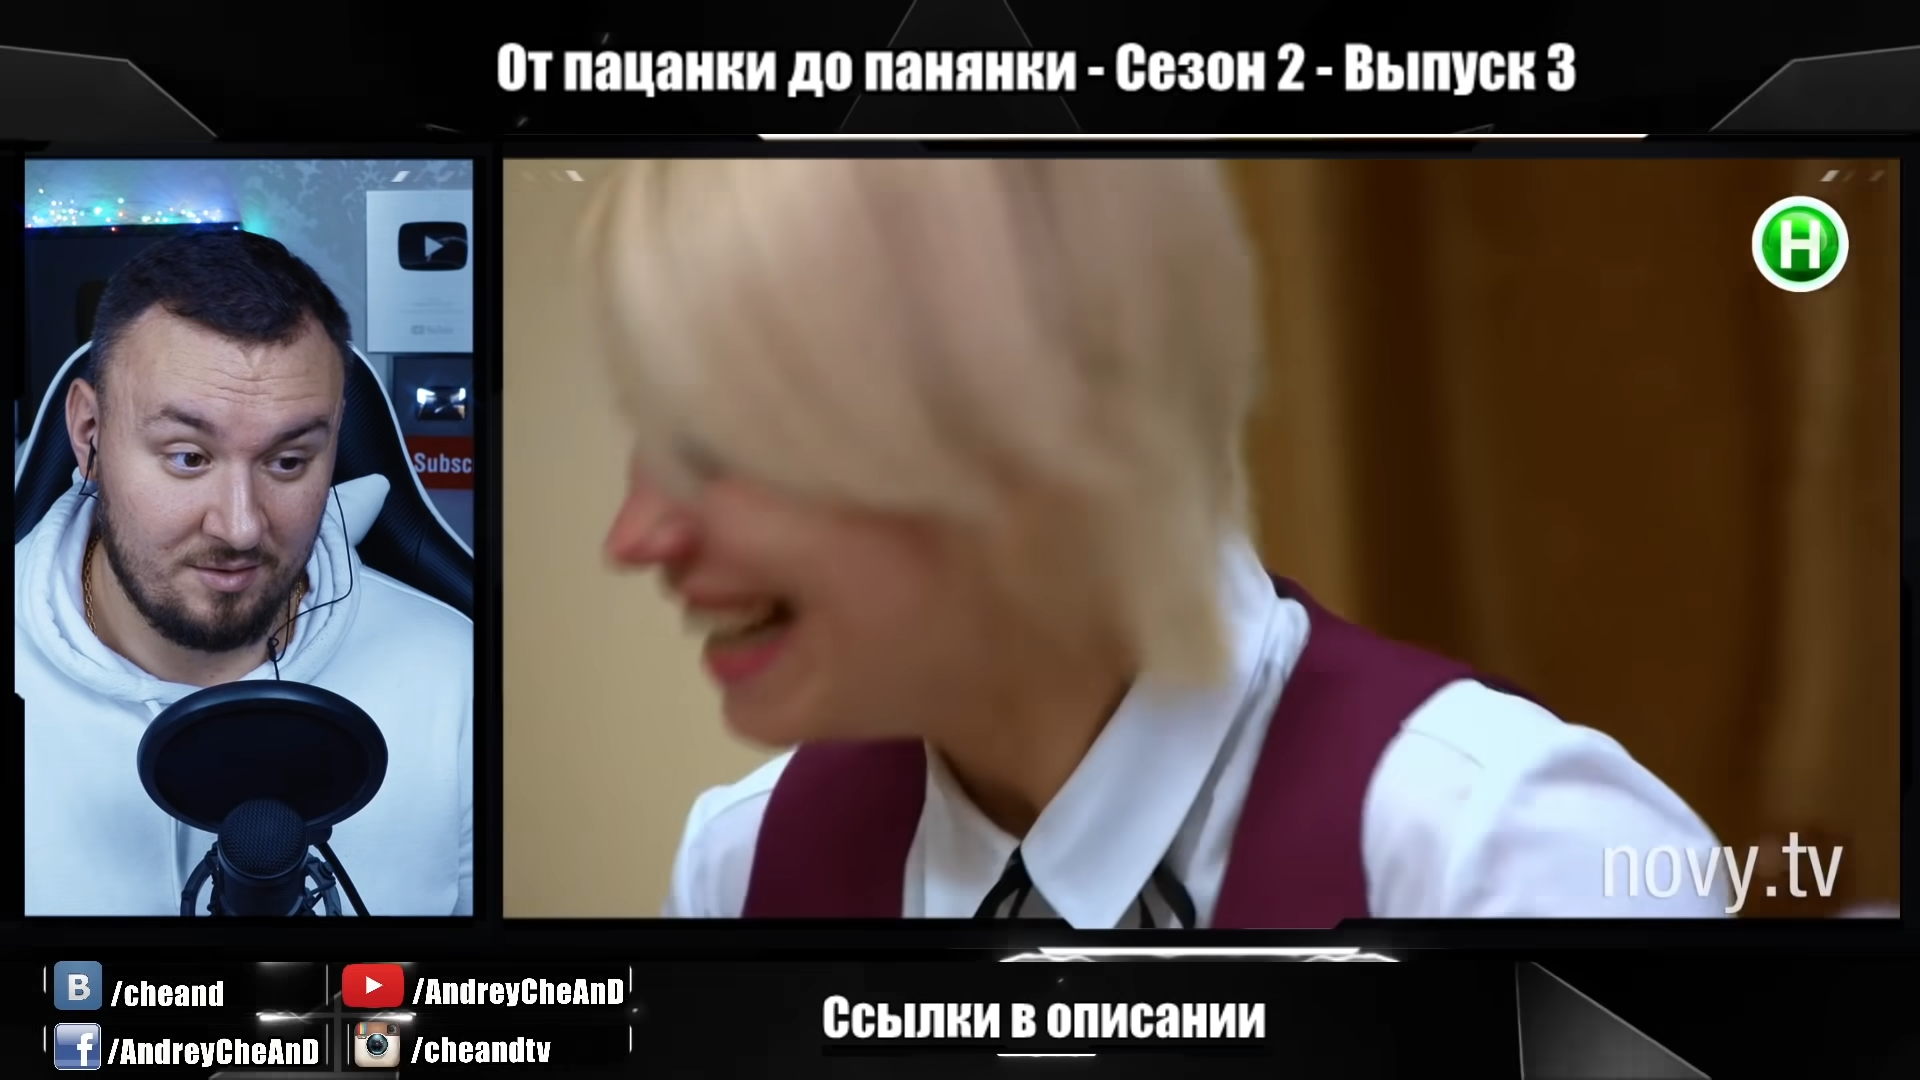 От пацанки до панянки - Сезон 2 - Выпуск 3
Subsc
H
novy.tv
B /cheand
/AndreyCheAnD
f /AndreyCheAnD
/cheandtv
Ссылки в описании